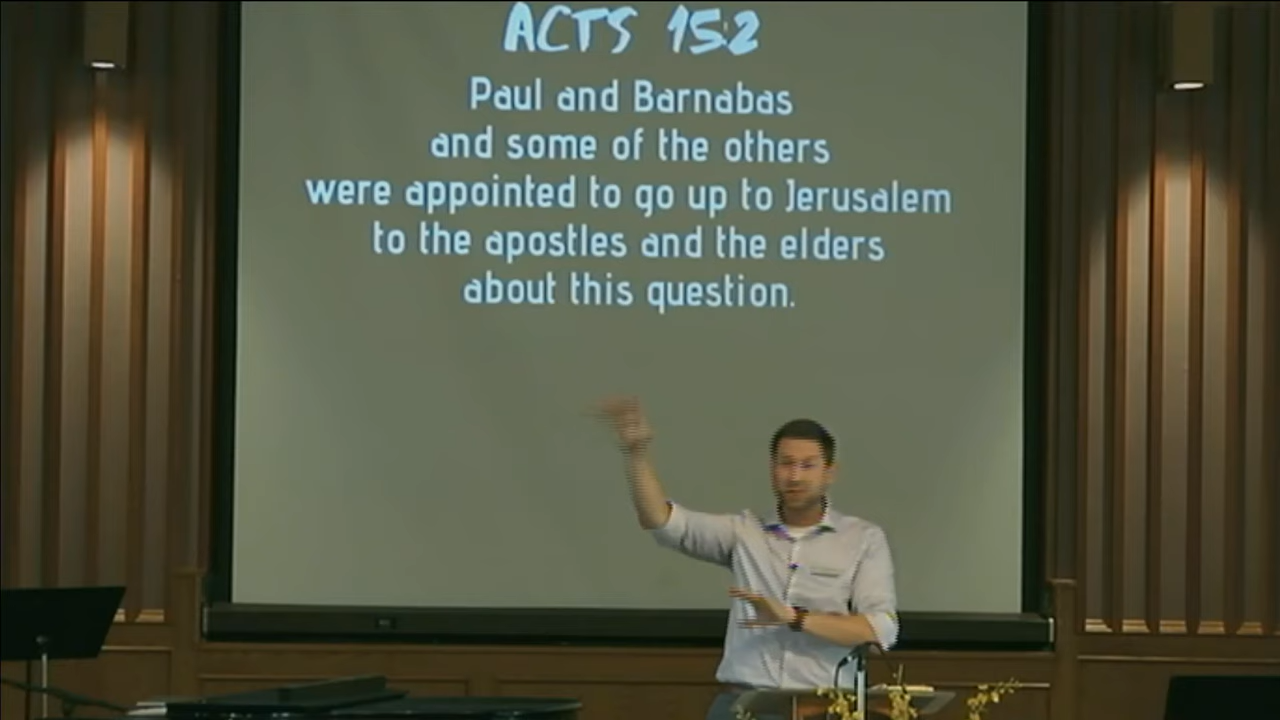 ACTS 15:2
Paul and Barnabas
and some of the others
were appointed to go up to Jerusalem
to the apostles and the elders
about this question.